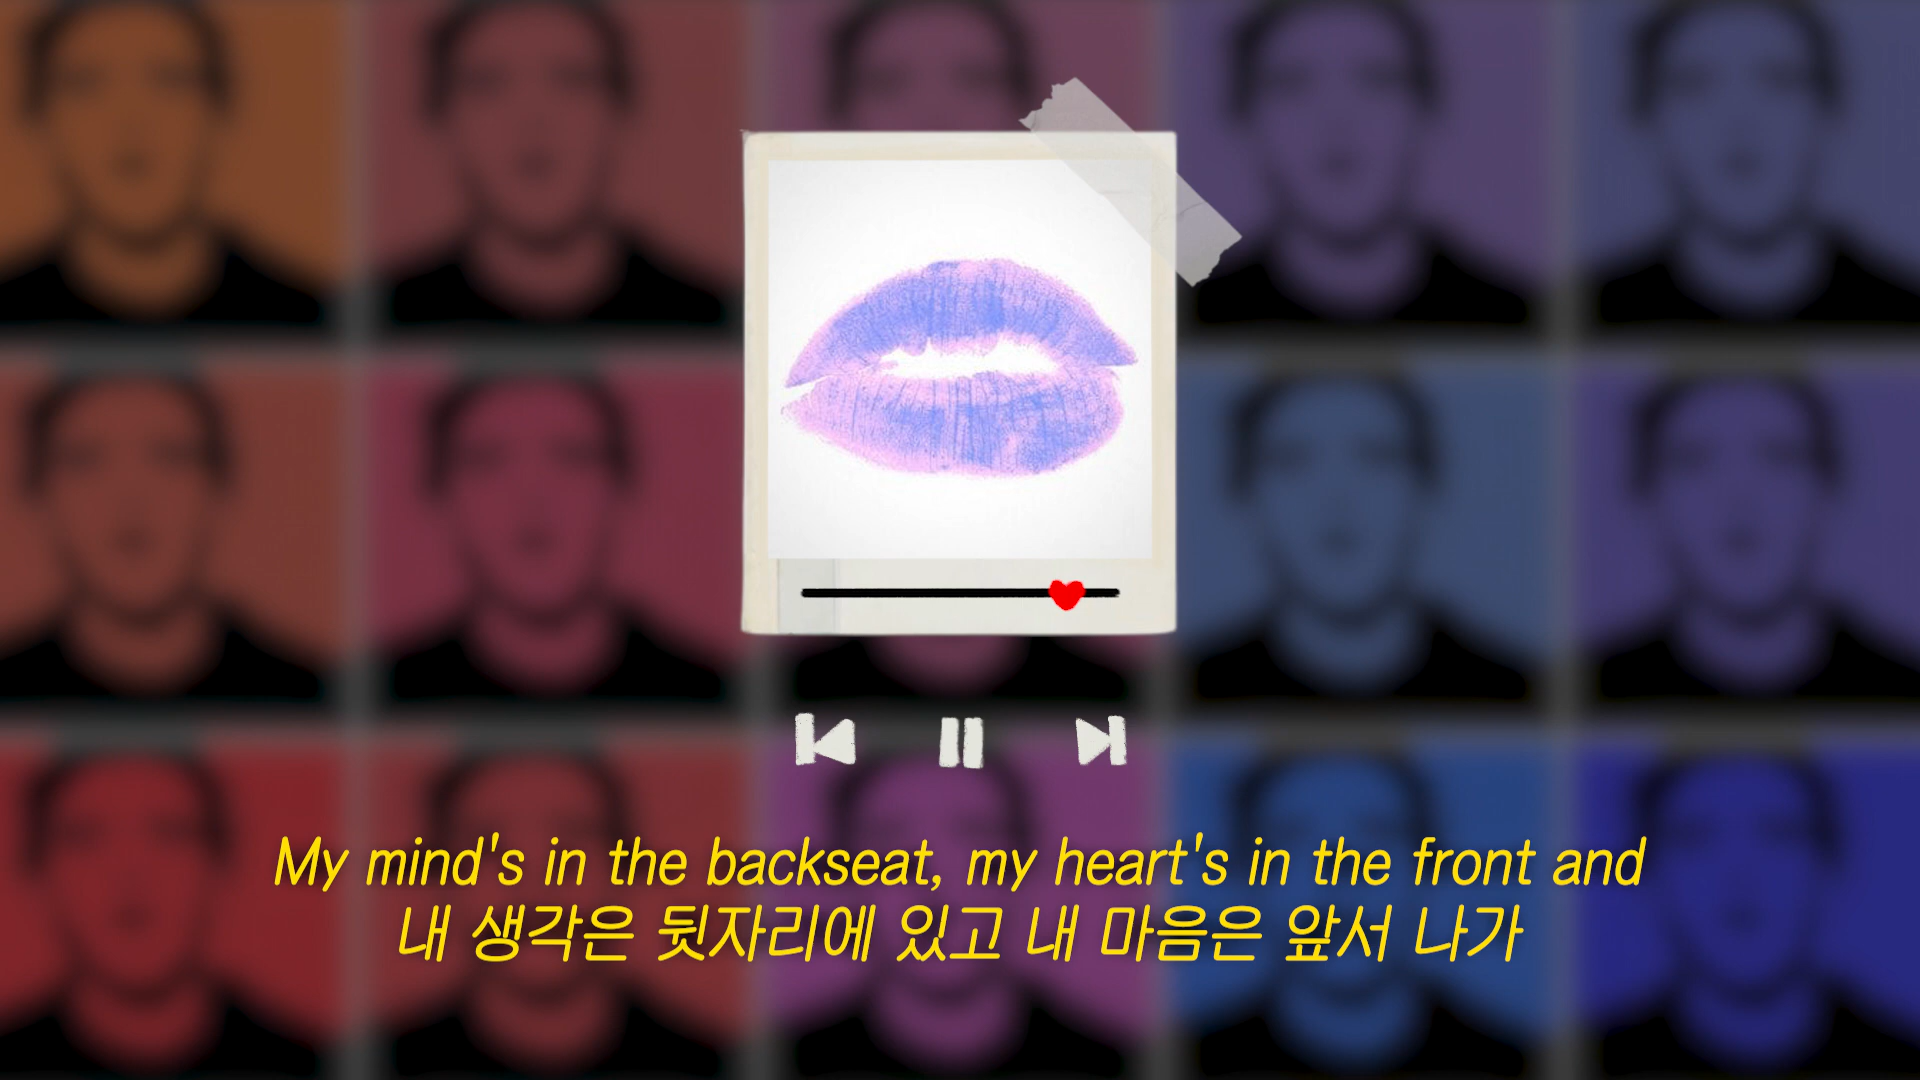 My mind's in the backseat, my heart's in the front and
내 생각은 뒷자리에 있고 내 마음은 앞서 나가